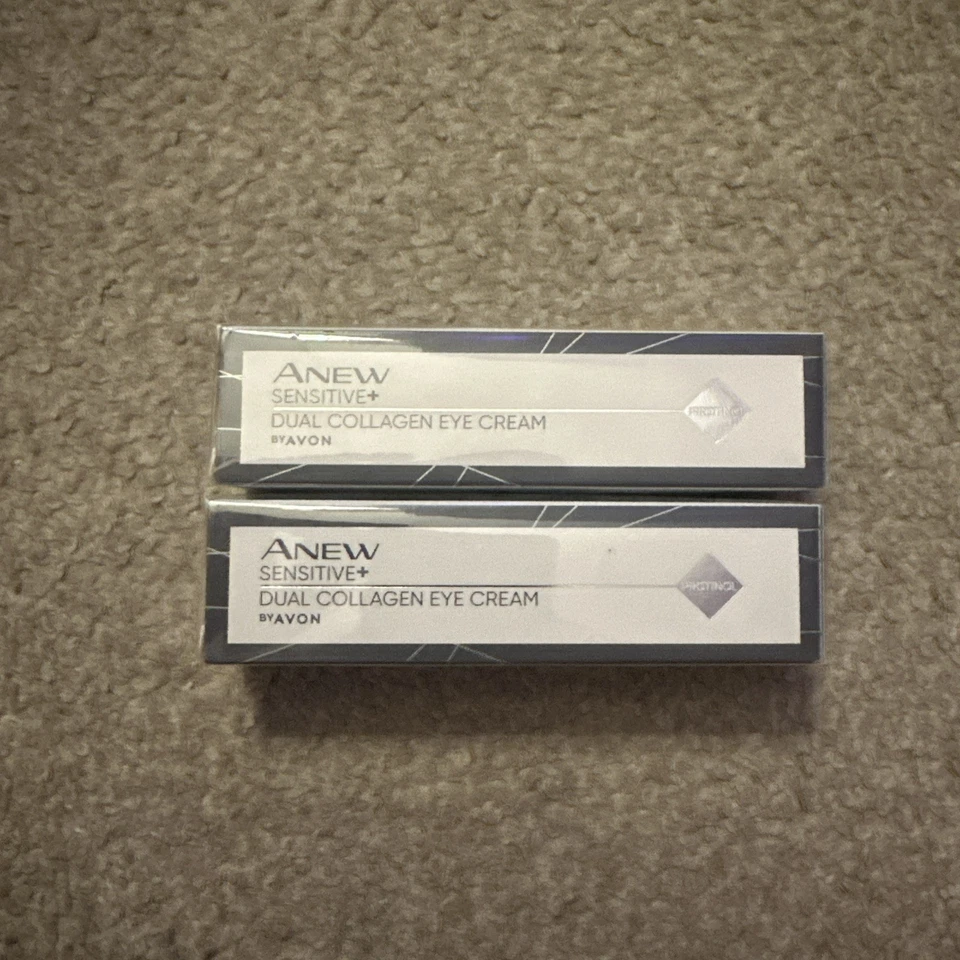 ANEW
SENSITIVE+
DUAL COLLAGEN EYE CREAM
BY AVON
ANEW
SENSITIVE+
DUAL COLLAGEN EYE CREAM
BY AVON